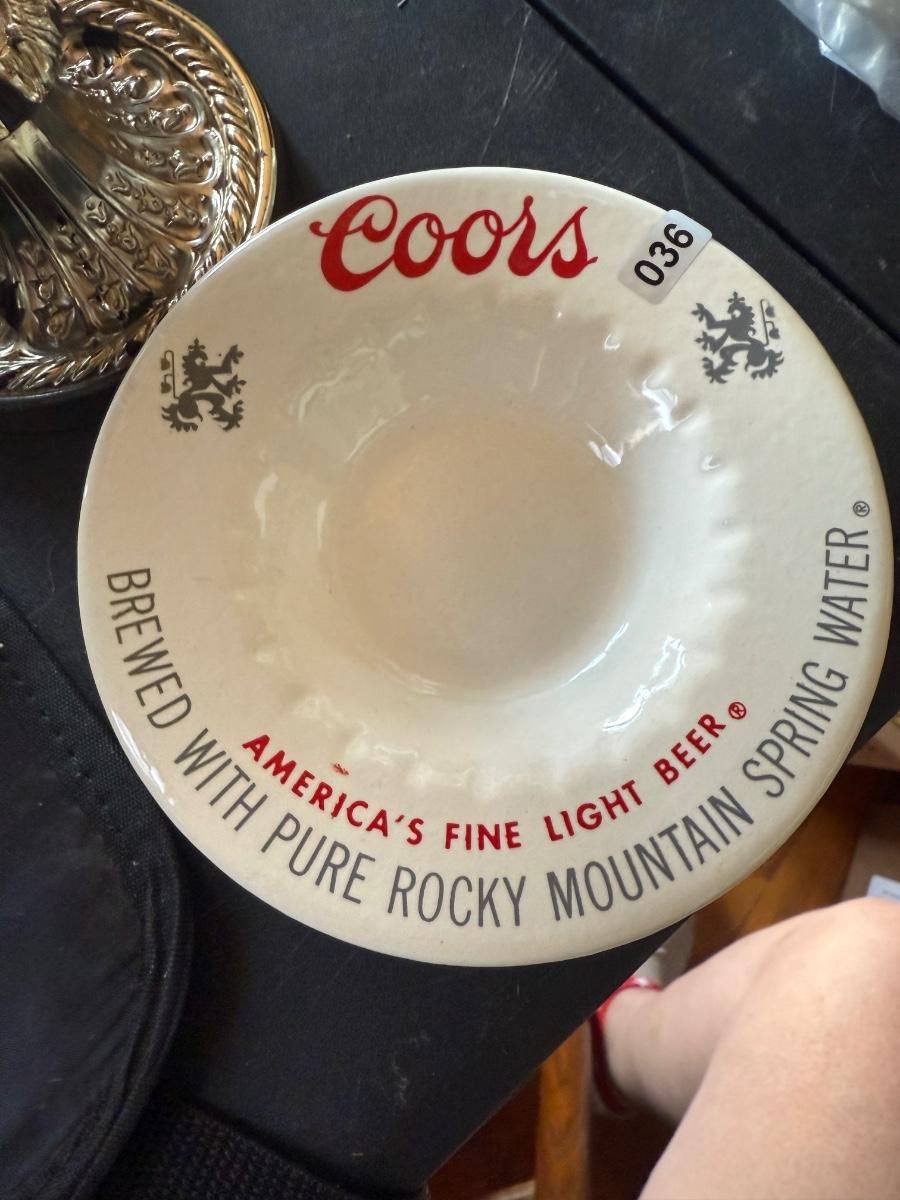 Coors
036
AMERICA'S FINE LIGHT BEER®
BREWED WITH PURE ROCKY MOUNTAIN SPRING WATER®